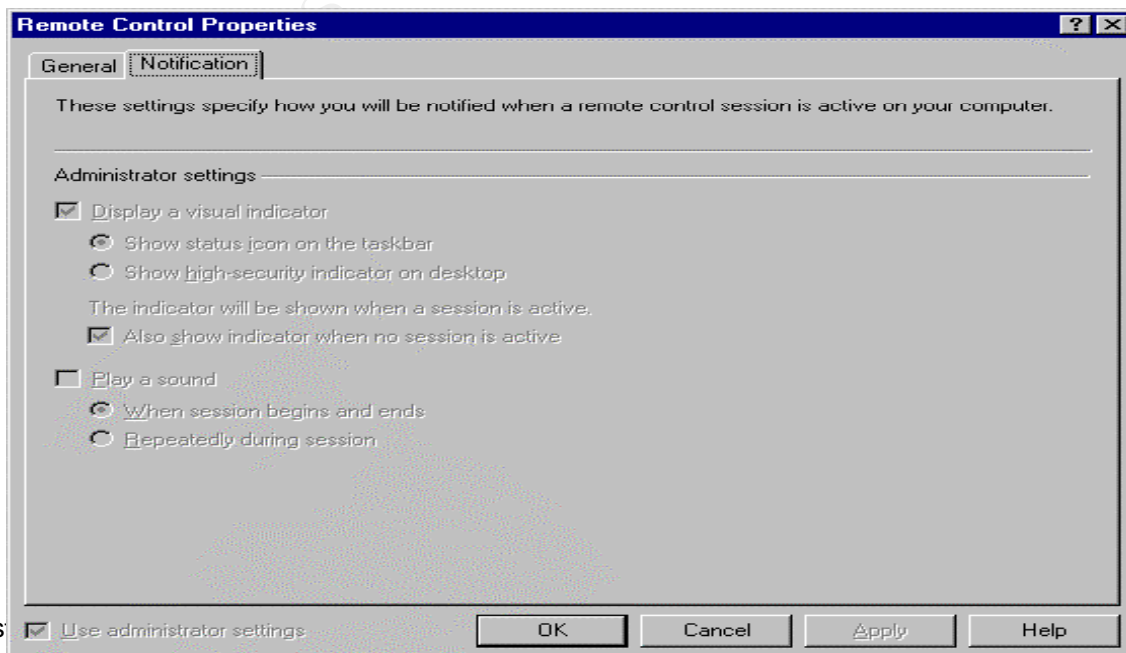 Remote Control Properties
General Notification
These settings specify how you will be notified when a remote control session is active on your computer.
Administrator settings
Display a visual indicator
Show status icon on the taskbar
Show high-security indicator on desktop
The indicator will be shown when a session is active.
Also show indicator when no session is active
Play a sound
When session begins and ends
Repeatedly during session
Use administrator settings OK Cancel Apply Help